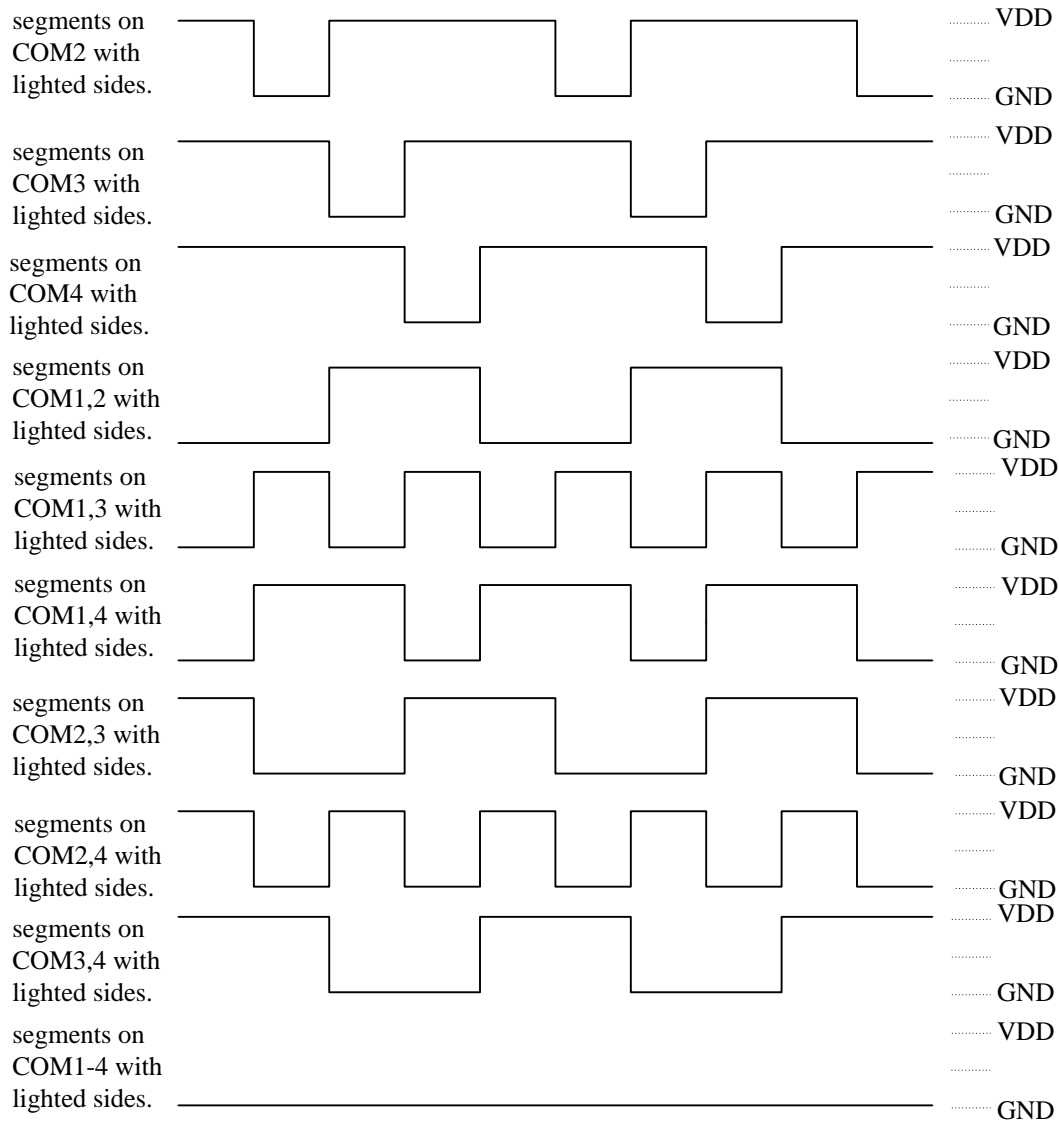 segments on
COM2 with
lighted sides.
VDD
GND
segments on
COM3 with
lighted sides.
VDD
GND
segments on
COM4 with
lighted sides.
VDD
GND
segments on
COM1,2 with
lighted sides.
VDD
GND
segments on
COM1,3 with
lighted sides.
VDD
GND
segments on
COM1,4 with
lighted sides.
VDD
GND
segments on
COM2,3 with
lighted sides.
VDD
GND
segments on
COM2,4 with
lighted sides.
VDD
GND
segments on
COM3,4 with
lighted sides.
VDD
GND
segments on
COM1-4 with
lighted sides.
VDD
GND